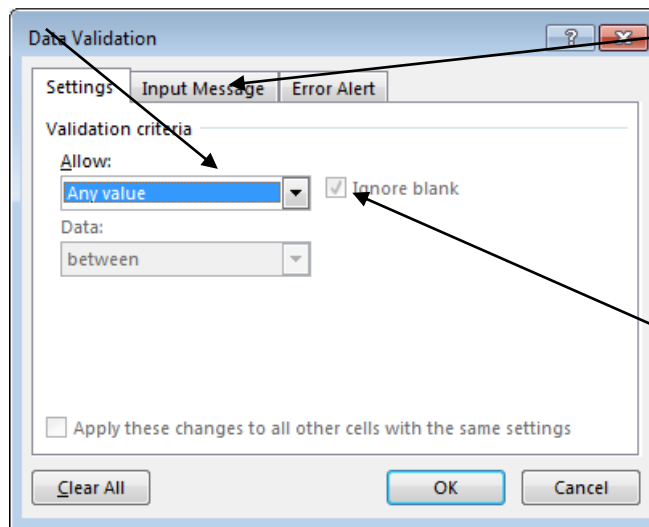 Data Validation
?
Settings Input Message Error Alert
Validation criteria
Allow:
Any value Ignore blank
Data:
between
Apply these changes to all other cells with the same settings
Clear All OK Cancel